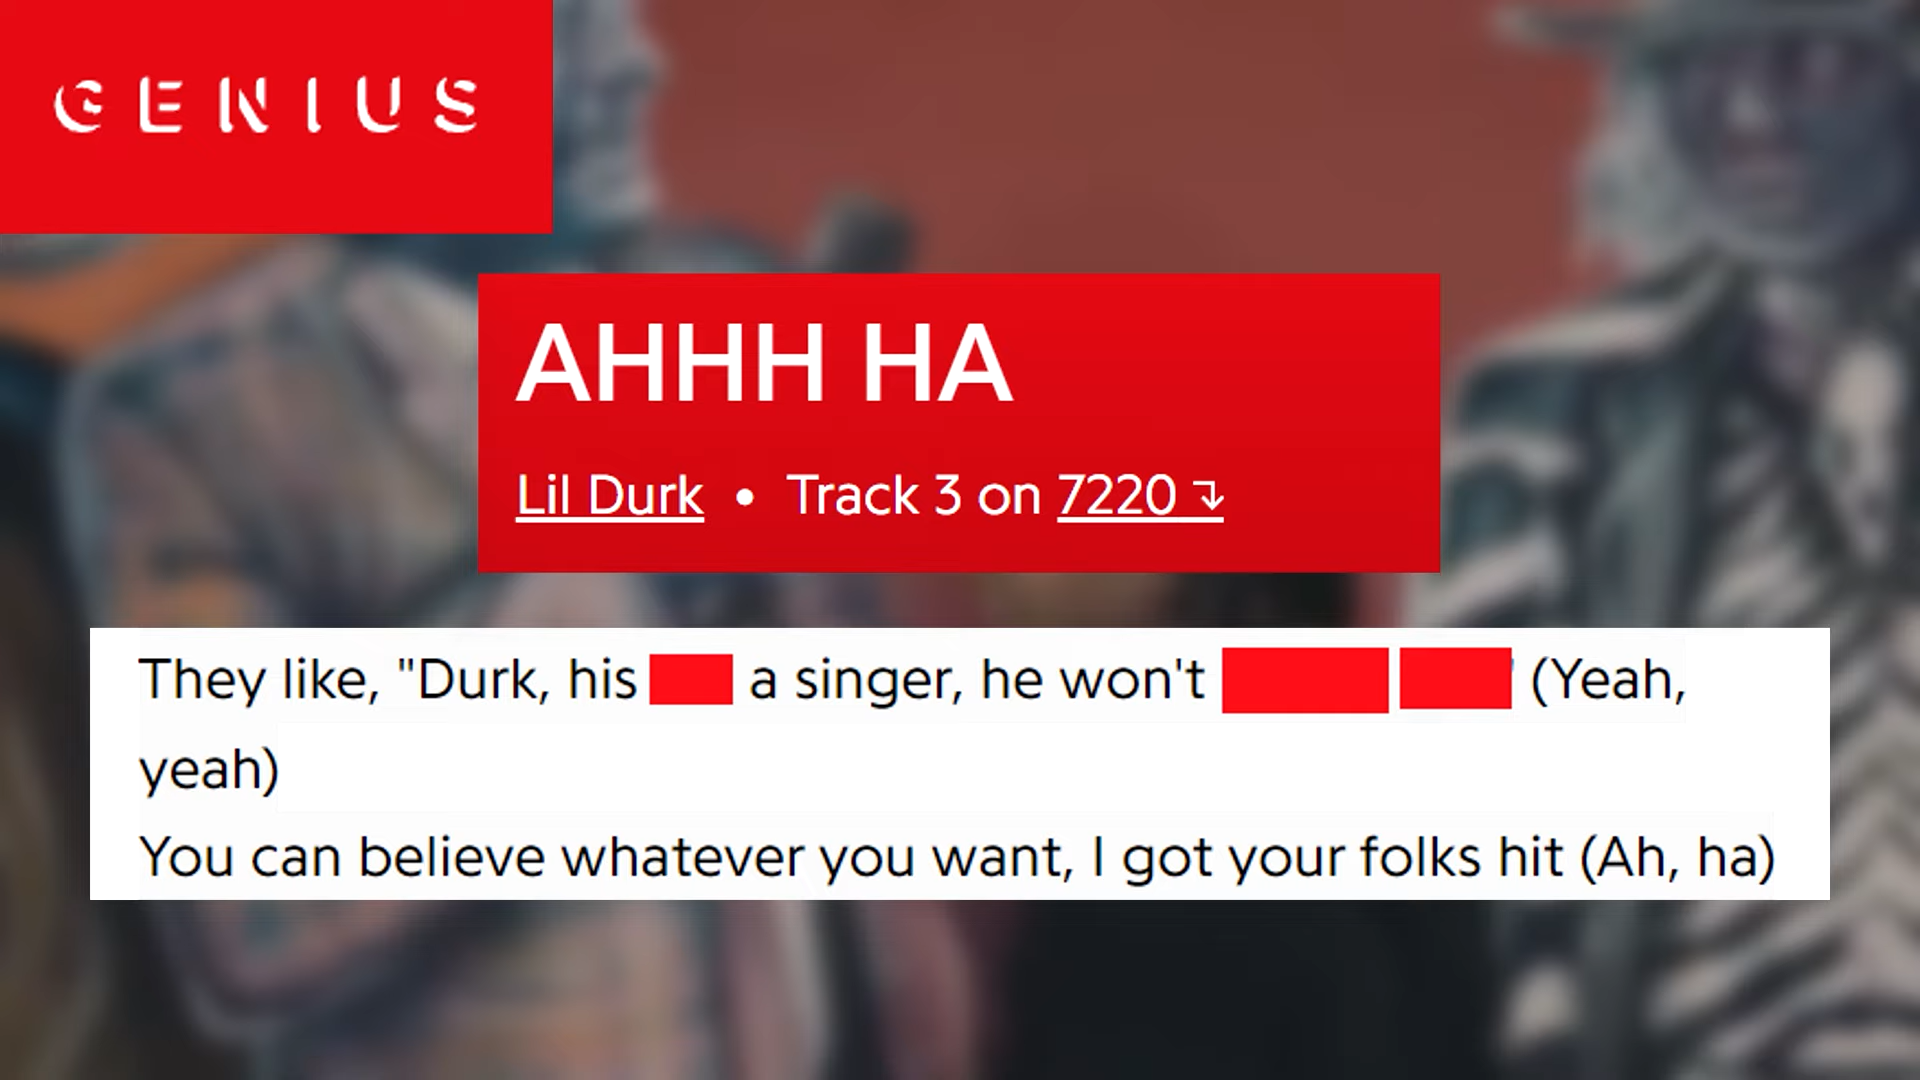 GENIUS
AHHH HA
Lil Durk • Track 3 on 7220 ↴
They like, "Durk, his a singer, he won't " (Yeah,
yeah)
You can believe whatever you want, I got your folks hit (Ah, ha)